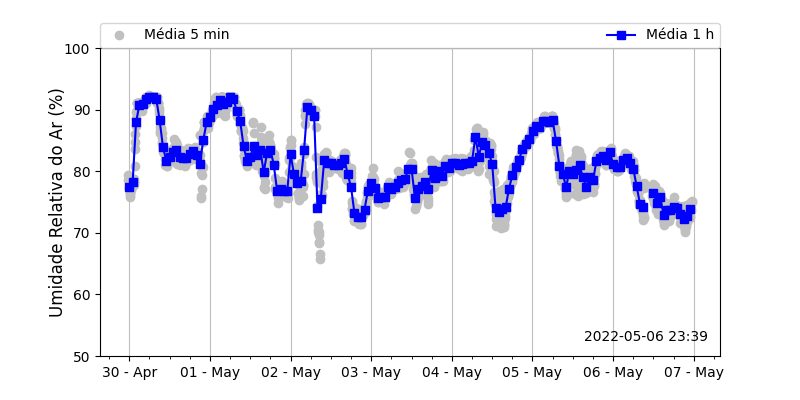 Média 5 min
Média 1 h
Umidade Relativa do Ar (%)
100
90
80
70
60
50
2022-05-06 23:39
30 - Apr
01 - May
02 - May
03 - May
04 - May
05 - May
06 - May
07 - May